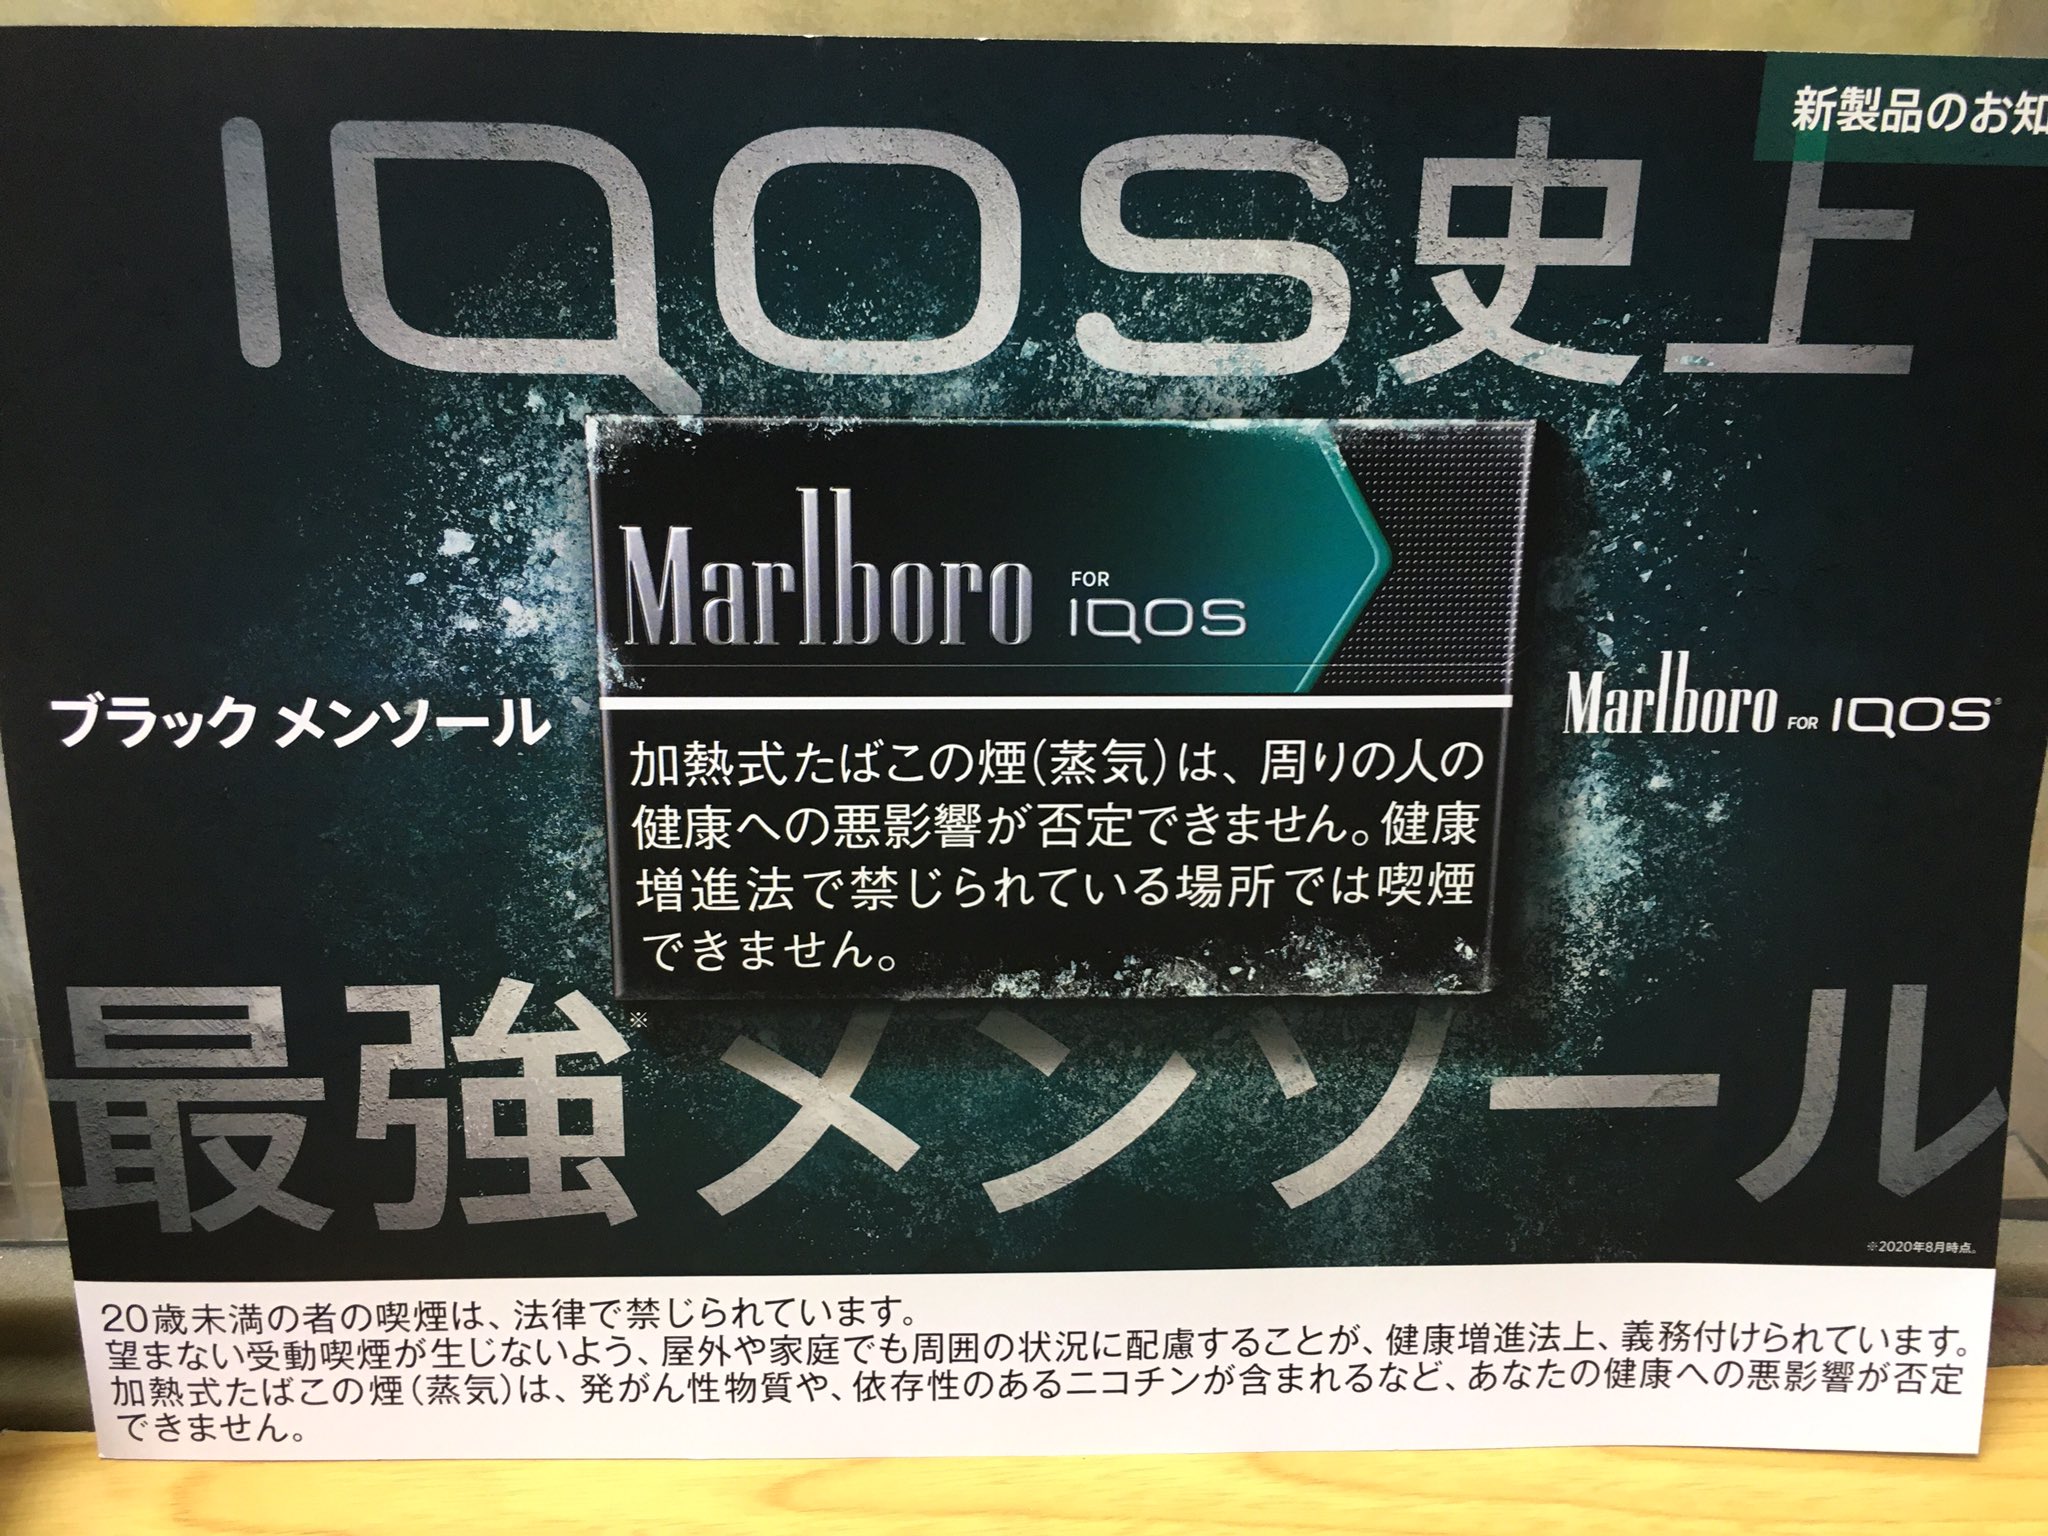 新製品のお知
IQOS史上
Marlboro FOR IQOS
ブラック メンソール
Marlboro FOR IQOS®
加熱式たばこの煙(蒸気)は、周りの人の
健康への悪影響が否定できません。健康
増進法で禁じられている場所では喫煙
できません。
※
最強メンソール
※2020年8月時点。
20歳未満の者の喫煙は、法律で禁じられています。
望まない受動喫煙が生じないよう、屋外や家庭でも周囲の状況に配慮することが、健康増進法上、義務付けられています。
加熱式たばこの煙(蒸気)は、発がん性物質や、依存性のあるニコチンが含まれるなど、あなたの健康への悪影響が否定
できません。